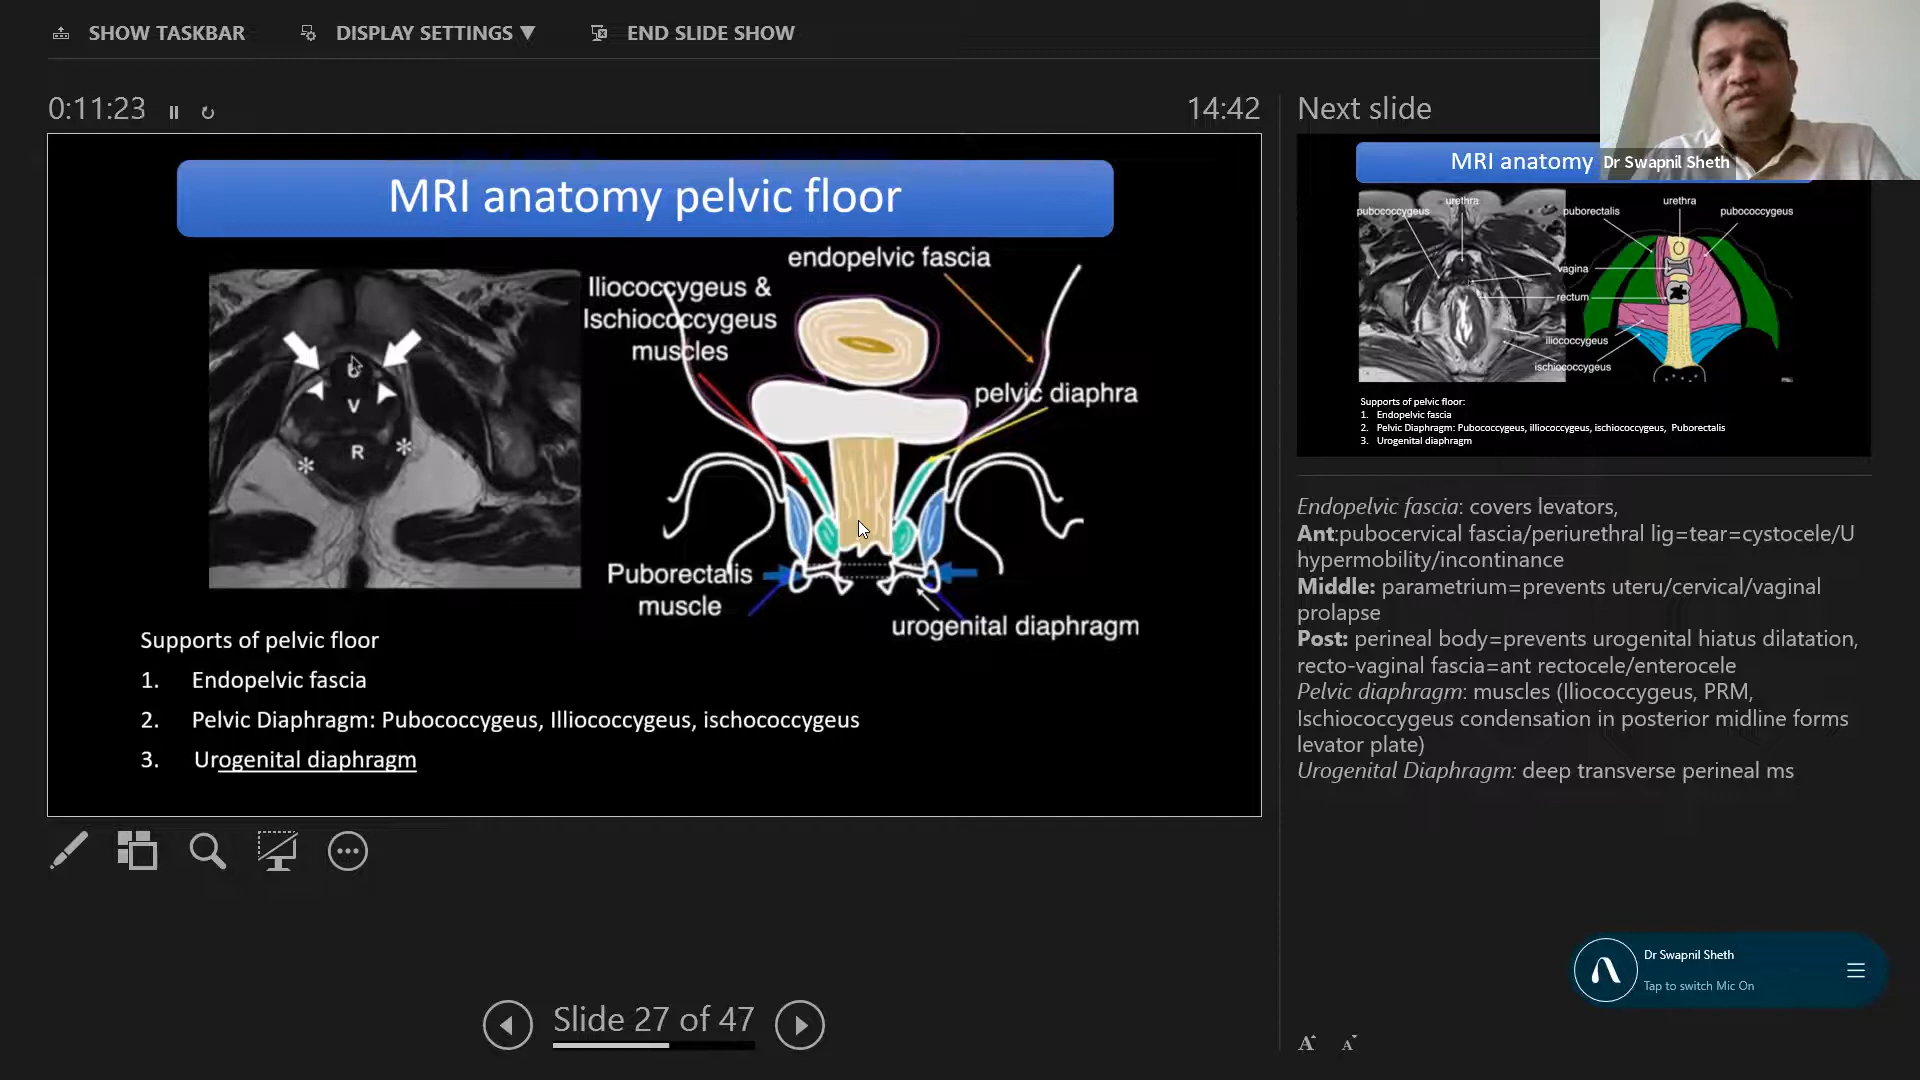 SHOW TASKBAR
DISPLAY SETTINGS ▼
END SLIDE SHOW
0:11:23
14:42
Next slide
MRI anatomy pelvic floor
endopelvic fascia
Iliococcygeus &
Ischiococcygeus
muscles
pelvic diaphra
U
V
R
*
*
Puborectalis
muscle
urogenital diaphragm
Supports of pelvic floor
1. Endopelvic fascia
2. Pelvic Diaphragm: Pubococcygeus, Illiococcygeus, ischococcygeus
3. Urogenital diaphragm
MRI anatomy
Dr Swapnil Sheth
pubococcygeus
urethra
puborectalis
urethra
pubococcygeus
vagina
rectum
iliococcygeus
ischiococcygeus
Supports of pelvic floor:
1. Endopelvic fascia
2. Pelvic Diaphragm: Pubococcygeus, illiococcygeus, ischiococcygeus, Puborectalis
3. Urogenital diaphragm
Endopelvic fascia: covers levators,
Ant:pubocervical fascia/periurethral lig=tear=cystocele/U
hypermobility/incontinance
Middle: parametrium=prevents uteru/cervical/vaginal
prolapse
Post: perineal body=prevents urogenital hiatus dilatation,
recto-vaginal fascia=ant rectocele/enterocele
Pelvic diaphragm: muscles (Iliococcygeus, PRM,
Ischiococcygeus condensation in posterior midline forms
levator plate)
Urogenital Diaphragm: deep transverse perineal ms
Dr Swapnil Sheth
Tap to switch Mic On
Slide 27 of 47
A A